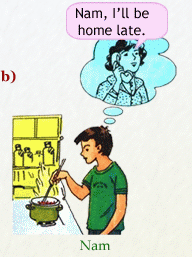 Nam, I'll be
home late.
b)
Nam